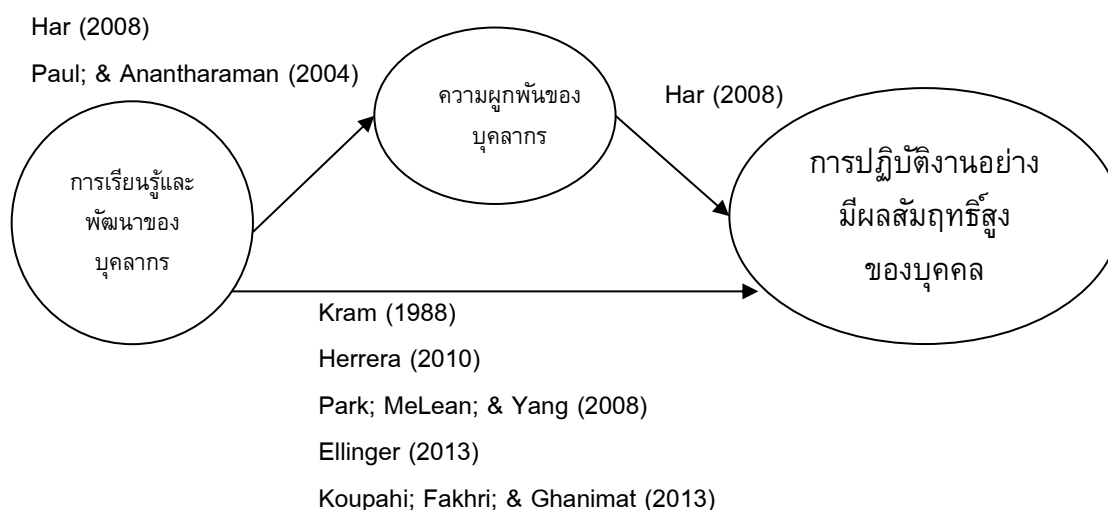 Har (2008)
Paul; & Anantharaman (2004)
ความผูกพันของ
บุคลากร
Har (2008)
การเรียนรู้และ
พัฒนาของ
บุคลากร
การปฏิบัติงานอย่าง
มีผลสัมฤทธิ์สูง
ของบุคคล
Kram (1988)
Herrera (2010)
Park; MeLean; & Yang (2008)
Ellinger (2013)
Koupahi; Fakhri; & Ghanimat (2013)